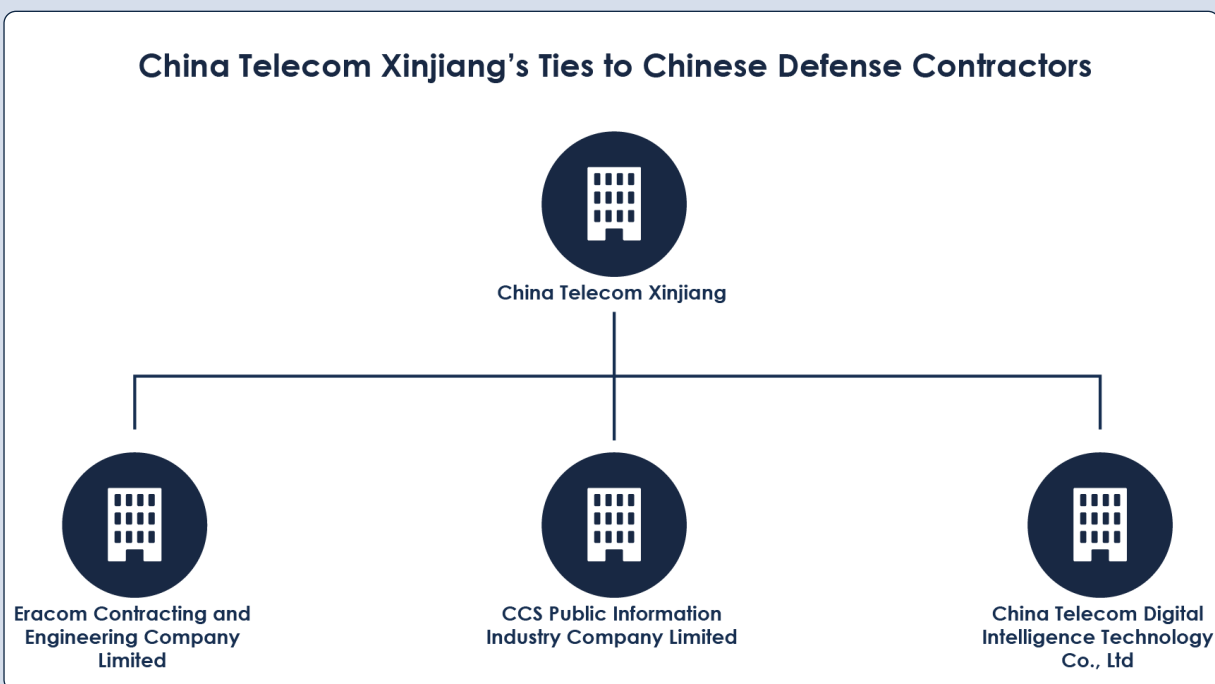 China Telecom Xinjiang’s Ties to Chinese Defense Contractors
China Telecom Xinjiang
Eracom Contracting and
Engineering Company
Limited
CCS Public Information
Industry Company Limited
China Telecom Digital
Intelligence Technology
Co., Ltd